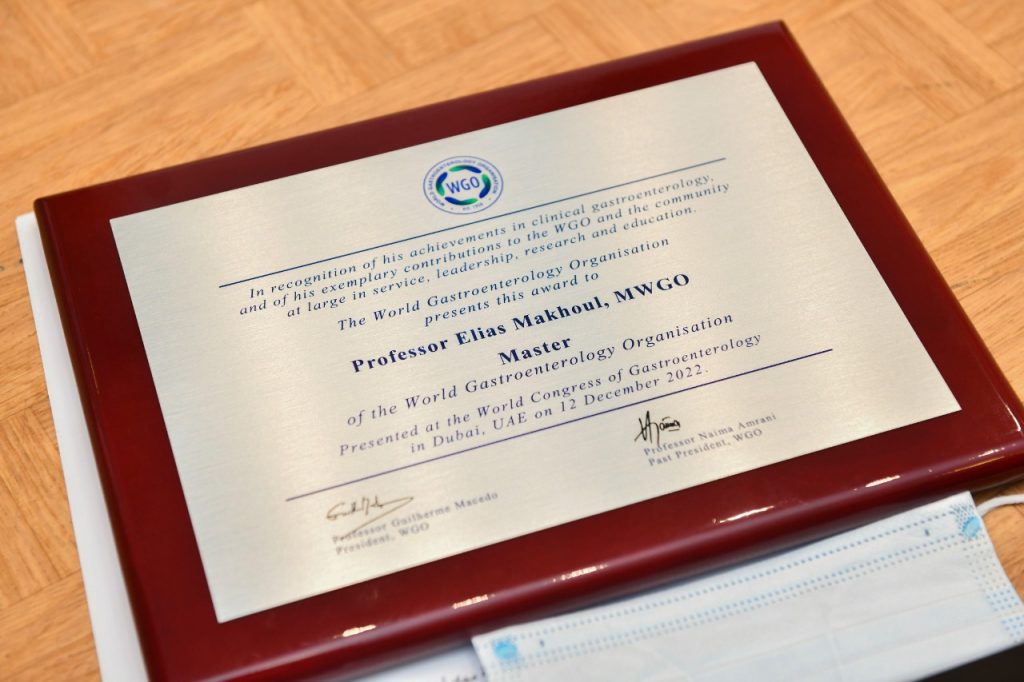 WORLD GASTROENTEROLOGY ORGANISATION
WGO
In recognition of his achievements in clinical gastroenterology,
and of his exemplary contributions to the WGO and the community
at large in service, leadership, research and education.
The World Gastroenterology Organisation
presents this award to
Professor Elias Makhoul, MWGO
Master
of the World Gastroenterology Organisation
Presented at the World Congress of Gastroenterology
in Dubai, UAE on 12 December 2022.
Professor Naima Amrani
Past President, WGO
Professor Guilherme Macedo
President, WGO